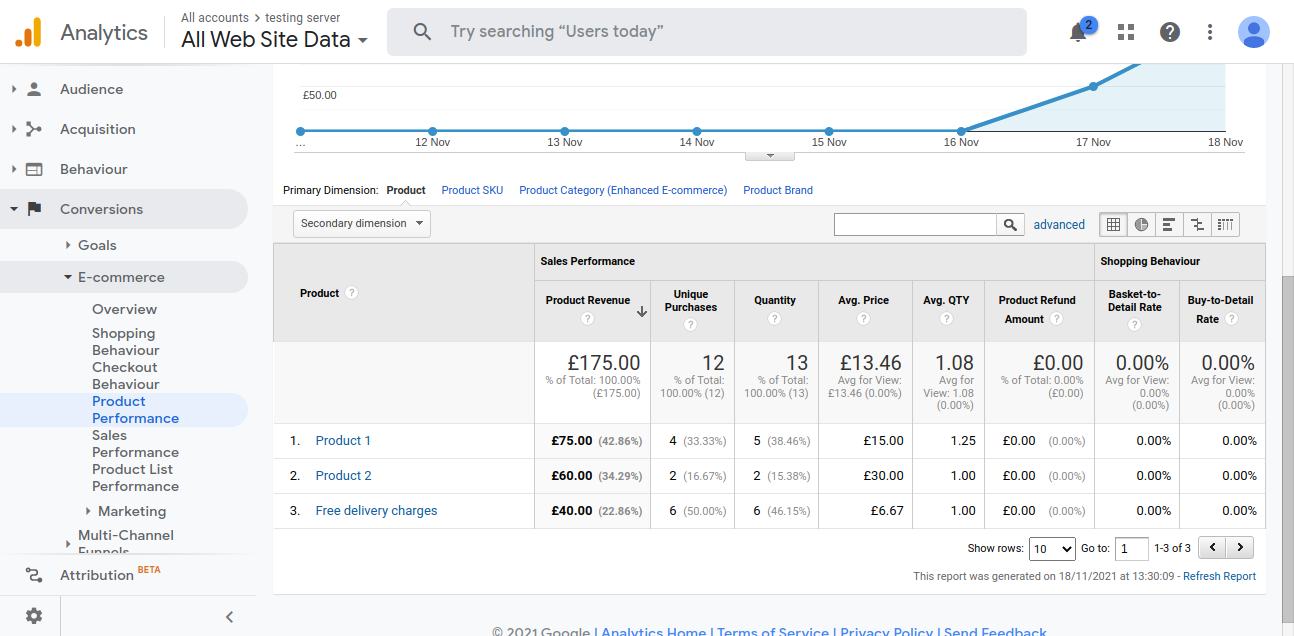 Analytics
All accounts > testing server
All Web Site Data
Try searching “Users today”
2
Audience
Acquisition
Behaviour
Conversions
Goals
E-commerce
Overview
Shopping
Behaviour
Checkout
Behaviour
Product
Performance
Sales
Performance
Product List
Performance
Marketing
Multi-Channel
Funnels
Attribution BETA
£50.00
... 12 Nov 13 Nov 14 Nov 15 Nov 16 Nov 17 Nov 18 Nov
Primary Dimension: Product Product SKU Product Category (Enhanced E-commerce) Product Brand
Secondary dimension
advanced
Product ?
Sales Performance
Shopping Behaviour
Product Revenue ?
Unique
Purchases
?
Quantity
?
Avg. Price
?
Avg. QTY
?
Product Refund
Amount ?
Basket-to-
Detail Rate
?
Buy-to-Detail
Rate ?
£175.00
% of Total: 100.00%
(£175.00)
12
% of Total:
100.00% (12)
13
% of Total:
100.00% (13)
£13.46
Avg for View:
£13.46 (0.00%)
1.08
Avg for
View: 1.08
(0.00%)
£0.00
% of Total: 0.00%
(£0.00)
0.00%
Avg for View:
0.00%
(0.00%)
0.00%
Avg for View:
0.00%
(0.00%)
1. Product 1 £75.00 (42.86%) 4 (33.33%) 5 (38.46%) £15.00 1.25 £0.00 (0.00%) 0.00% 0.00%
2. Product 2 £60.00 (34.29%) 2 (16.67%) 2 (15.38%) £30.00 1.00 £0.00 (0.00%) 0.00% 0.00%
3. Free delivery charges £40.00 (22.86%) 6 (50.00%) 6 (46.15%) £6.67 1.00 £0.00 (0.00%) 0.00% 0.00%
Show rows: 10 Go to: 1 1-3 of 3
This report was generated on 18/11/2021 at 13:30:09 - Refresh Report
© 2021 Google | Analytics Home | Terms of Service | Privacy Policy | Send Feedback